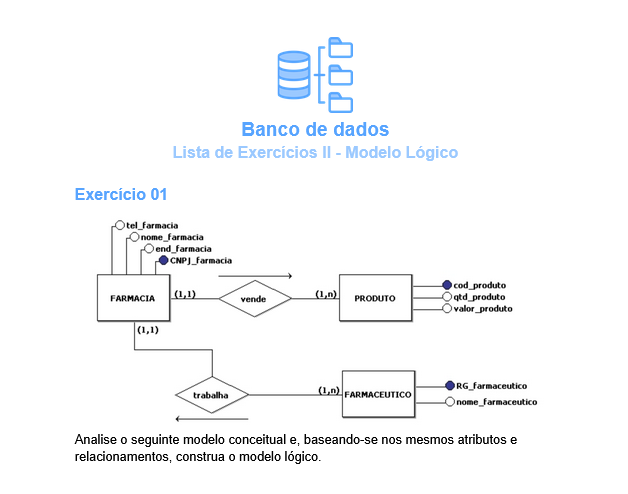 Banco de dados
Lista de Exercícios II - Modelo Lógico
Exercício 01
tel_farmacia
nome_farmacia
end_farmacia
CNPJ_farmacia
FARMACIA
(1,1)
vende
(1,n)
PRODUTO
cod_produto
qtd_produto
valor_produto
(1,1)
trabalha
(1,n)
FARMACEUTICO
RG_farmaceutico
nome_farmaceutico
Analise o seguinte modelo conceitual e, baseando-se nos mesmos atributos e
relacionamentos, construa o modelo lógico.